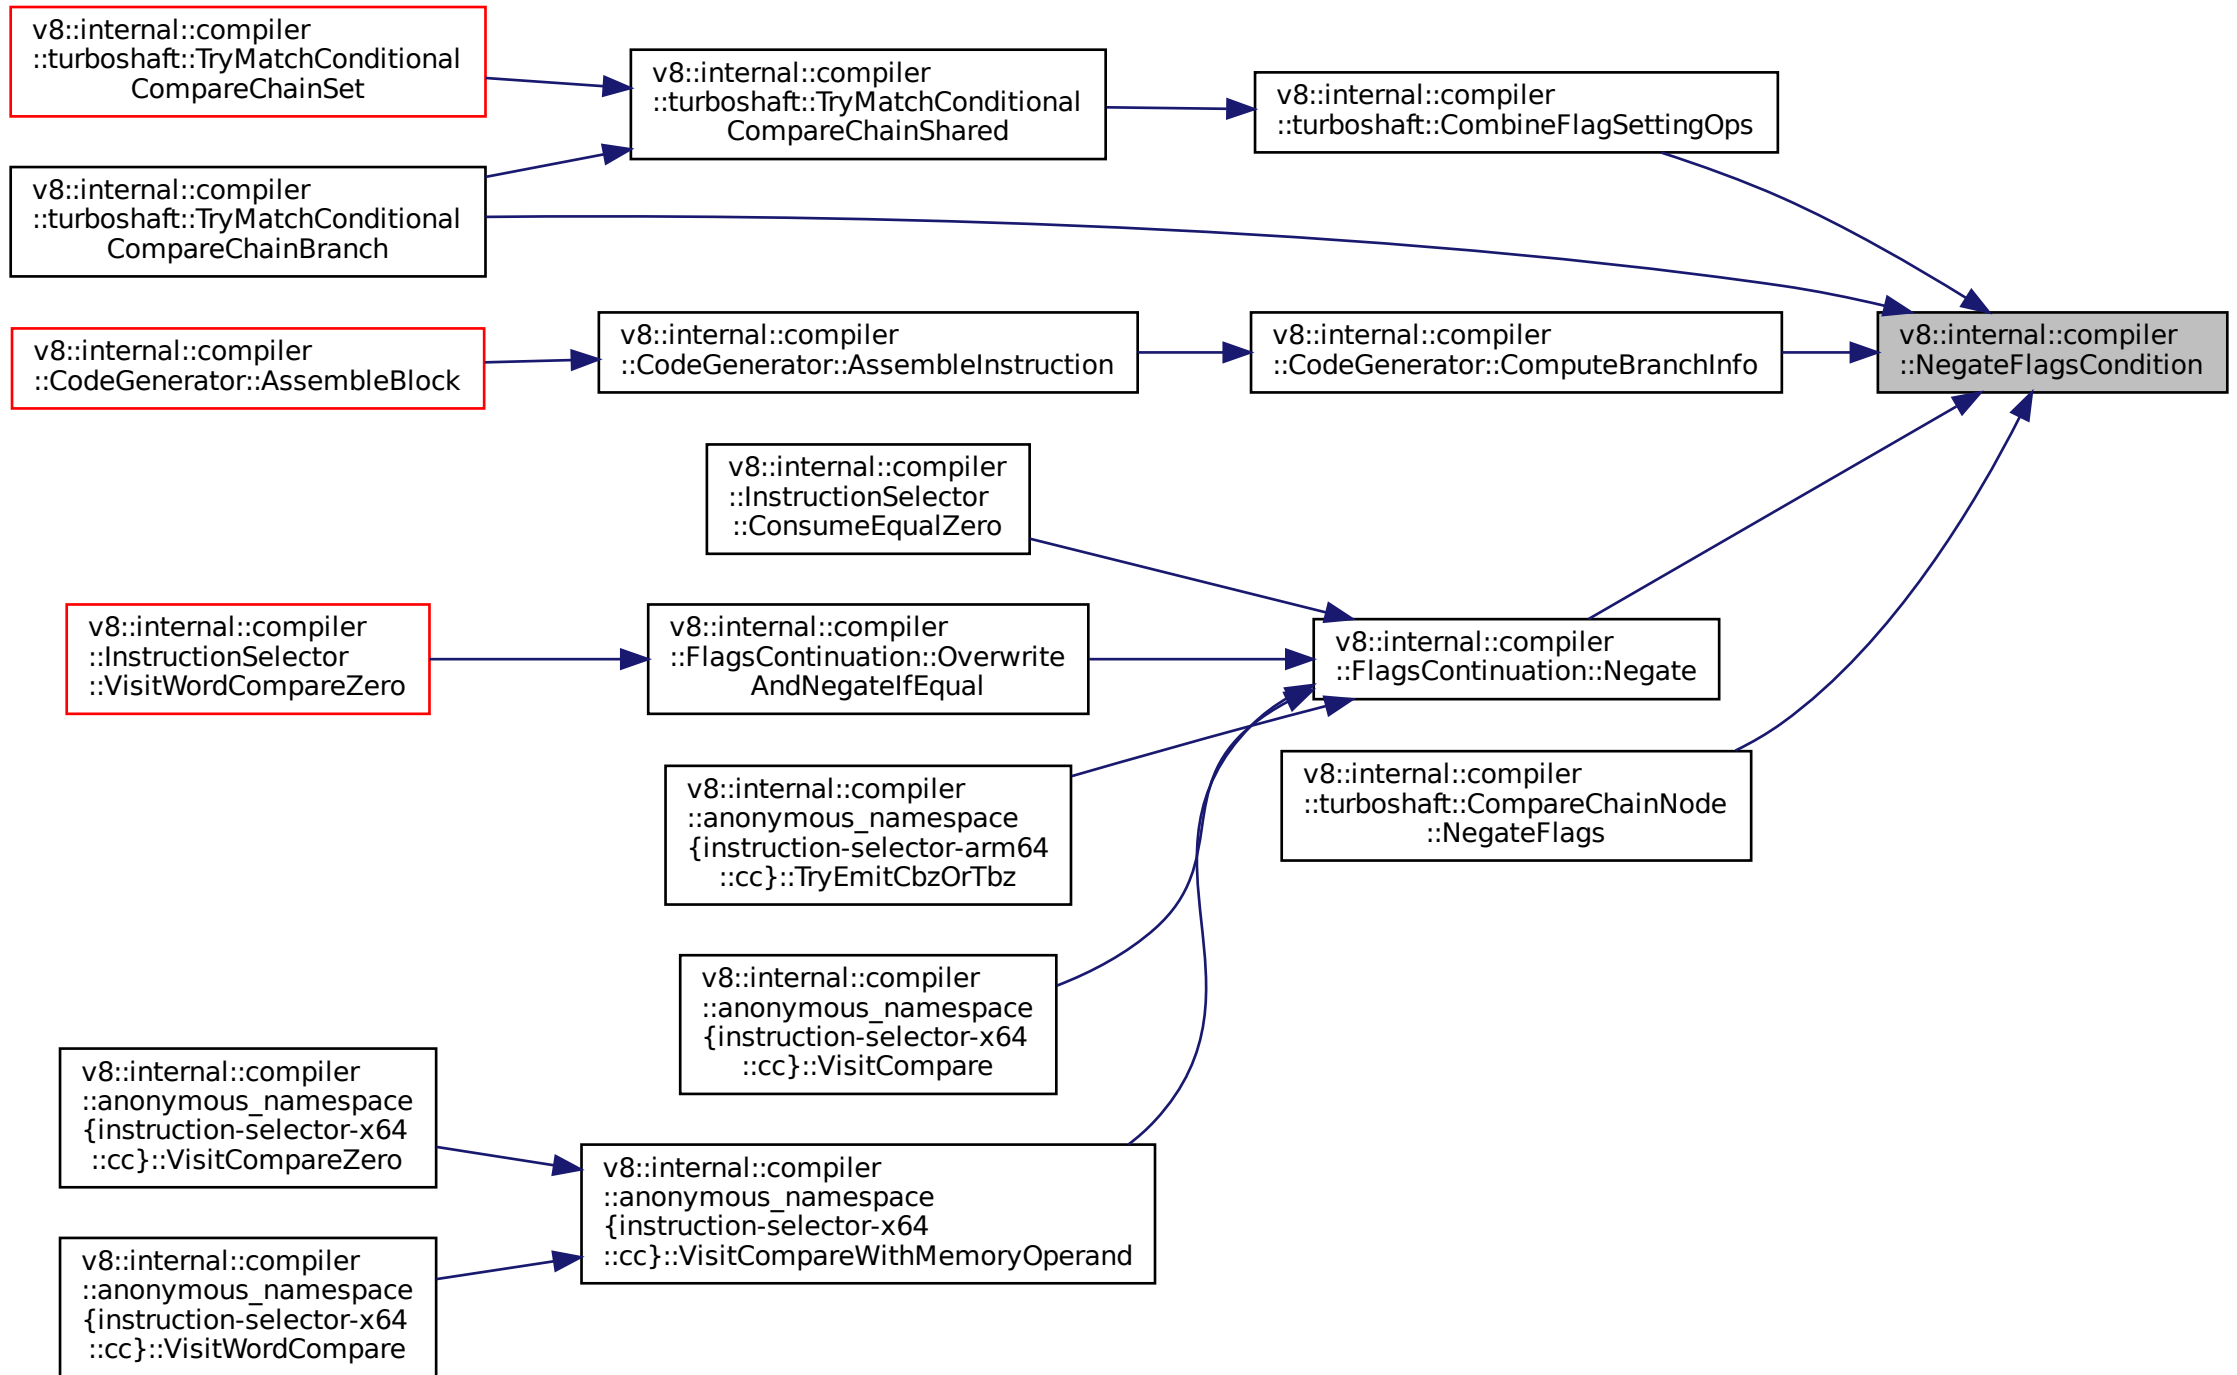 v8::internal::compiler
::turboshaft::TryMatchConditional
CompareChainSet
v8::internal::compiler
::turboshaft::TryMatchConditional
CompareChainShared
v8::internal::compiler
::turboshaft::CombineFlagSettingOps
v8::internal::compiler
::turboshaft::TryMatchConditional
CompareChainBranch
v8::internal::compiler
::CodeGenerator::AssembleBlock
v8::internal::compiler
::CodeGenerator::AssembleInstruction
v8::internal::compiler
::CodeGenerator::ComputeBranchInfo
v8::internal::compiler
::NegateFlagsCondition
v8::internal::compiler
::InstructionSelector
::ConsumeEqualZero
v8::internal::compiler
::InstructionSelector
::VisitWordCompareZero
v8::internal::compiler
::FlagsContinuation::Overwrite
AndNegateIfEqual
v8::internal::compiler
::FlagsContinuation::Negate
v8::internal::compiler
::anonymous_namespace
{instruction-selector-arm64
::cc}::TryEmitCbzOrTbz
v8::internal::compiler
::turboshaft::CompareChainNode
::NegateFlags
v8::internal::compiler
::anonymous_namespace
{instruction-selector-x64
::cc}::VisitCompare
v8::internal::compiler
::anonymous_namespace
{instruction-selector-x64
::cc}::VisitCompareZero
v8::internal::compiler
::anonymous_namespace
{instruction-selector-x64
::cc}::VisitCompareWithMemoryOperand
v8::internal::compiler
::anonymous_namespace
{instruction-selector-x64
::cc}::VisitWordCompare